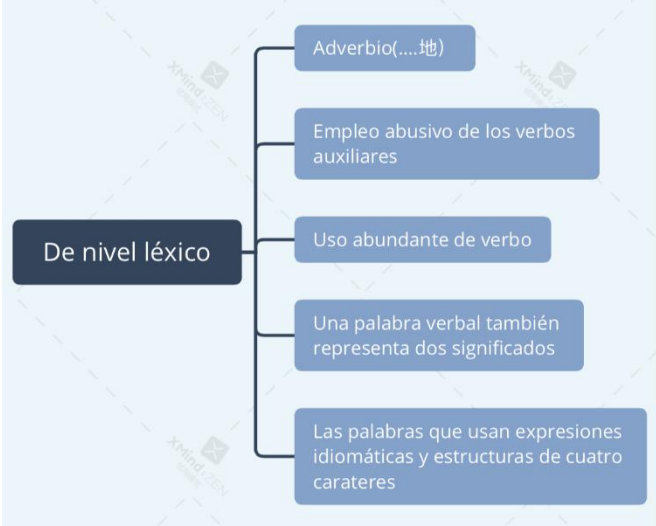 Adverbio(....地)
Empleo abusivo de los verbos
auxiliares
De nivel léxico
Uso abundante de verbo
Una palabra verbal también
representa dos significados
Las palabras que usan expresiones
idiomáticas y estructuras de cuatro
carateres